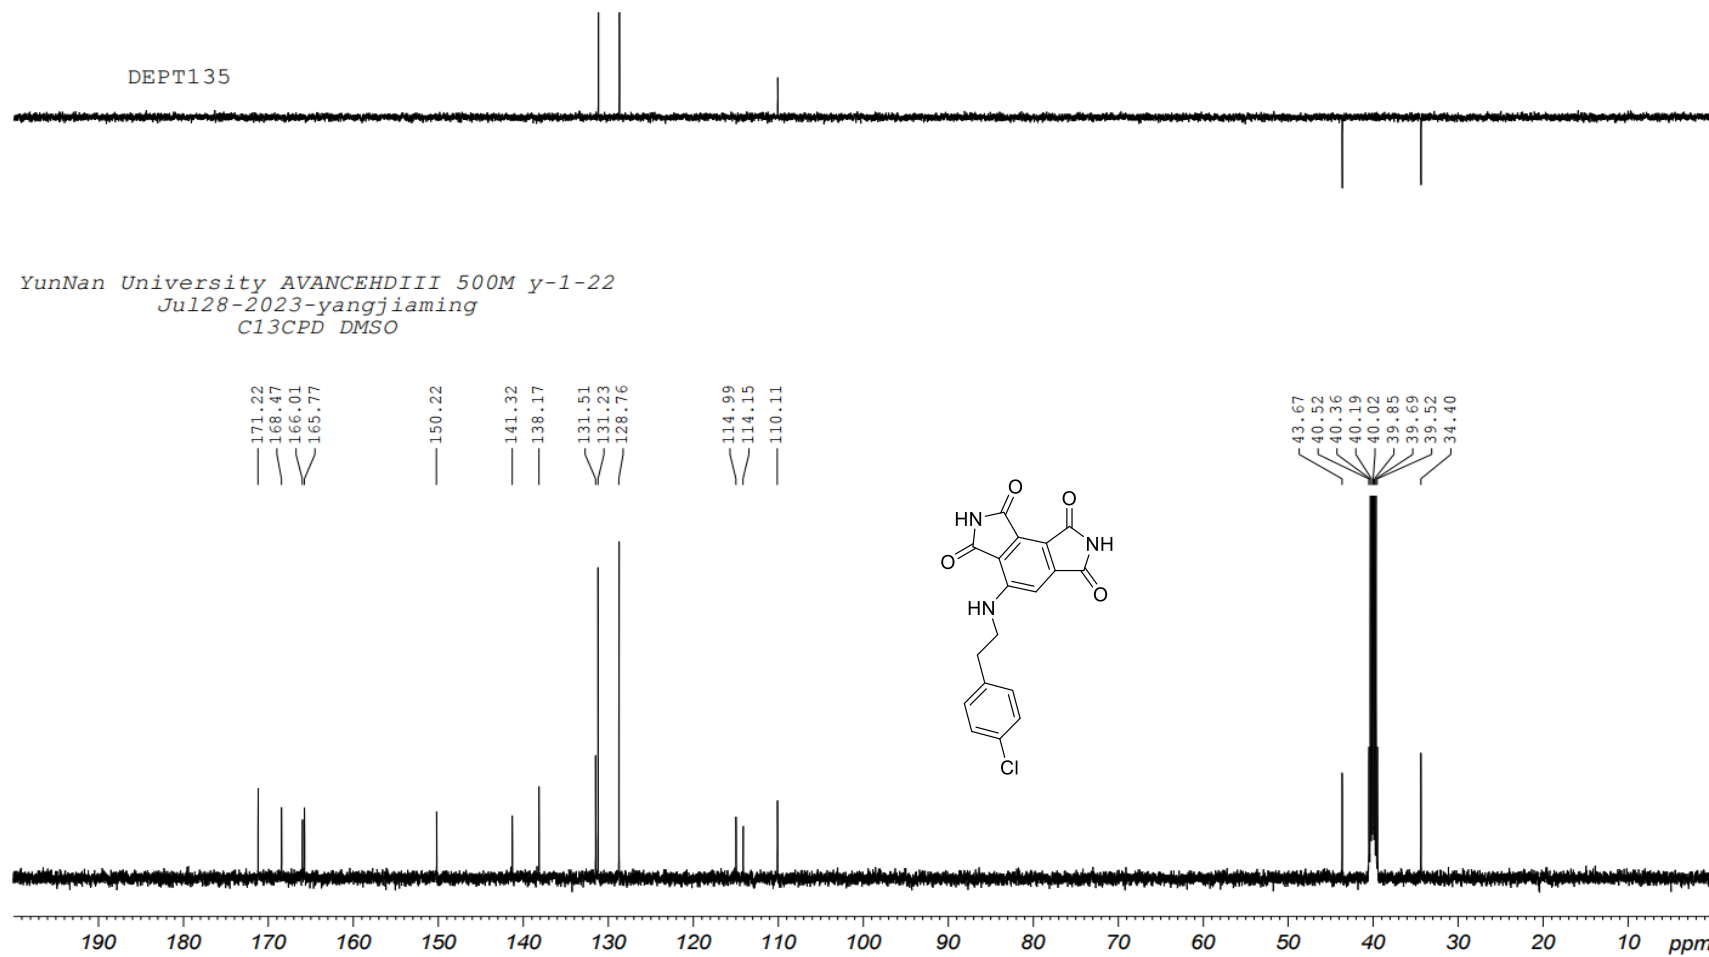 DEPT135
YunNan University AVANCEHDIII 500M y-1-22
Jul28-2023-yangjiaming
C13CPD DMSO
171.22
168.47
166.01
165.77
150.22
141.32
138.17
131.51
131.23
128.76
114.99
114.15
110.11
43.67
40.52
40.36
40.19
40.02
39.85
39.69
39.52
34.40
O
O
HN
NH
O
O
HN
Cl
190 180 170 160 150 140 130 120 110 100 90 80 70 60 50 40 30 20 10 ppm